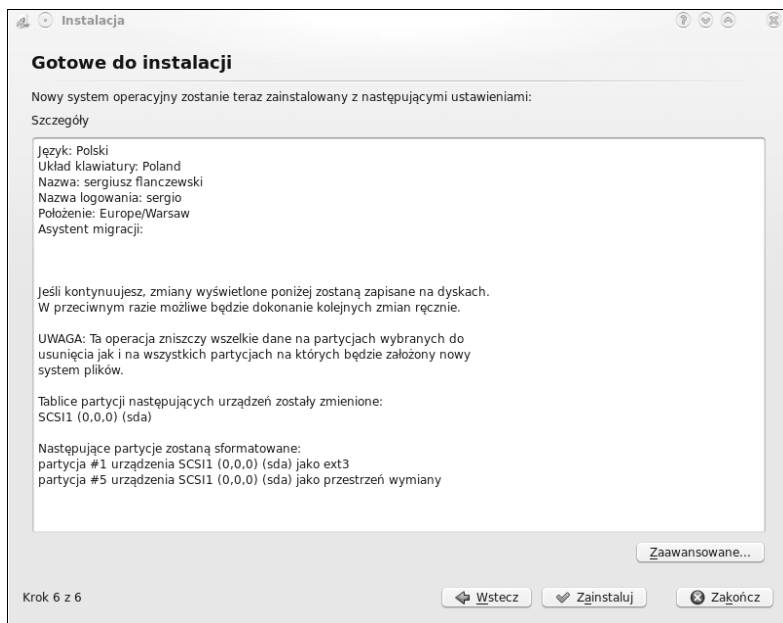 Instalacja
Gotowe do instalacji
Nowy system operacyjny zostanie teraz zainstalowany z następującymi ustawieniami:
Szczegóły
Język: Polski
Układ klawiatury: Poland
Nazwa: sergiusz flanczewski
Nazwa logowania: sergio
Położenie: Europe/Warsaw
Asystent migracji:
Jeśli kontynuujesz, zmiany wyświetlone poniżej zostaną zapisane na dyskach.
W przeciwnym razie możliwe będzie dokonanie kolejnych zmian ręcznie.
UWAGA: Ta operacja zniszczy wszelkie dane na partycjach wybranych do
usunięcia jak i na wszystkich partycjach na których będzie założony nowy
system plików.
Tablice partycji następujących urządzeń zostały zmienione:
SCSI1 (0,0,0) (sda)
Następujące partycje zostaną sformatowane:
partycja #1 urządzenia SCSI1 (0,0,0) (sda) jako ext3
partycja #5 urządzenia SCSI1 (0,0,0) (sda) jako przestrzeń wymiany
Zaawansowane...
Krok 6 z 6
Wstecz
Zainstaluj
Zakończ